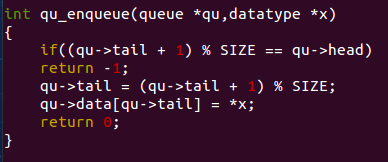 int qu_enqueue(queue *qu,datatype *x)
{
    if((qu->tail + 1) % SIZE == qu->head)
    return -1;
    qu->tail = (qu->tail + 1) % SIZE;
    qu->data[qu->tail] = *x;
    return 0;
}